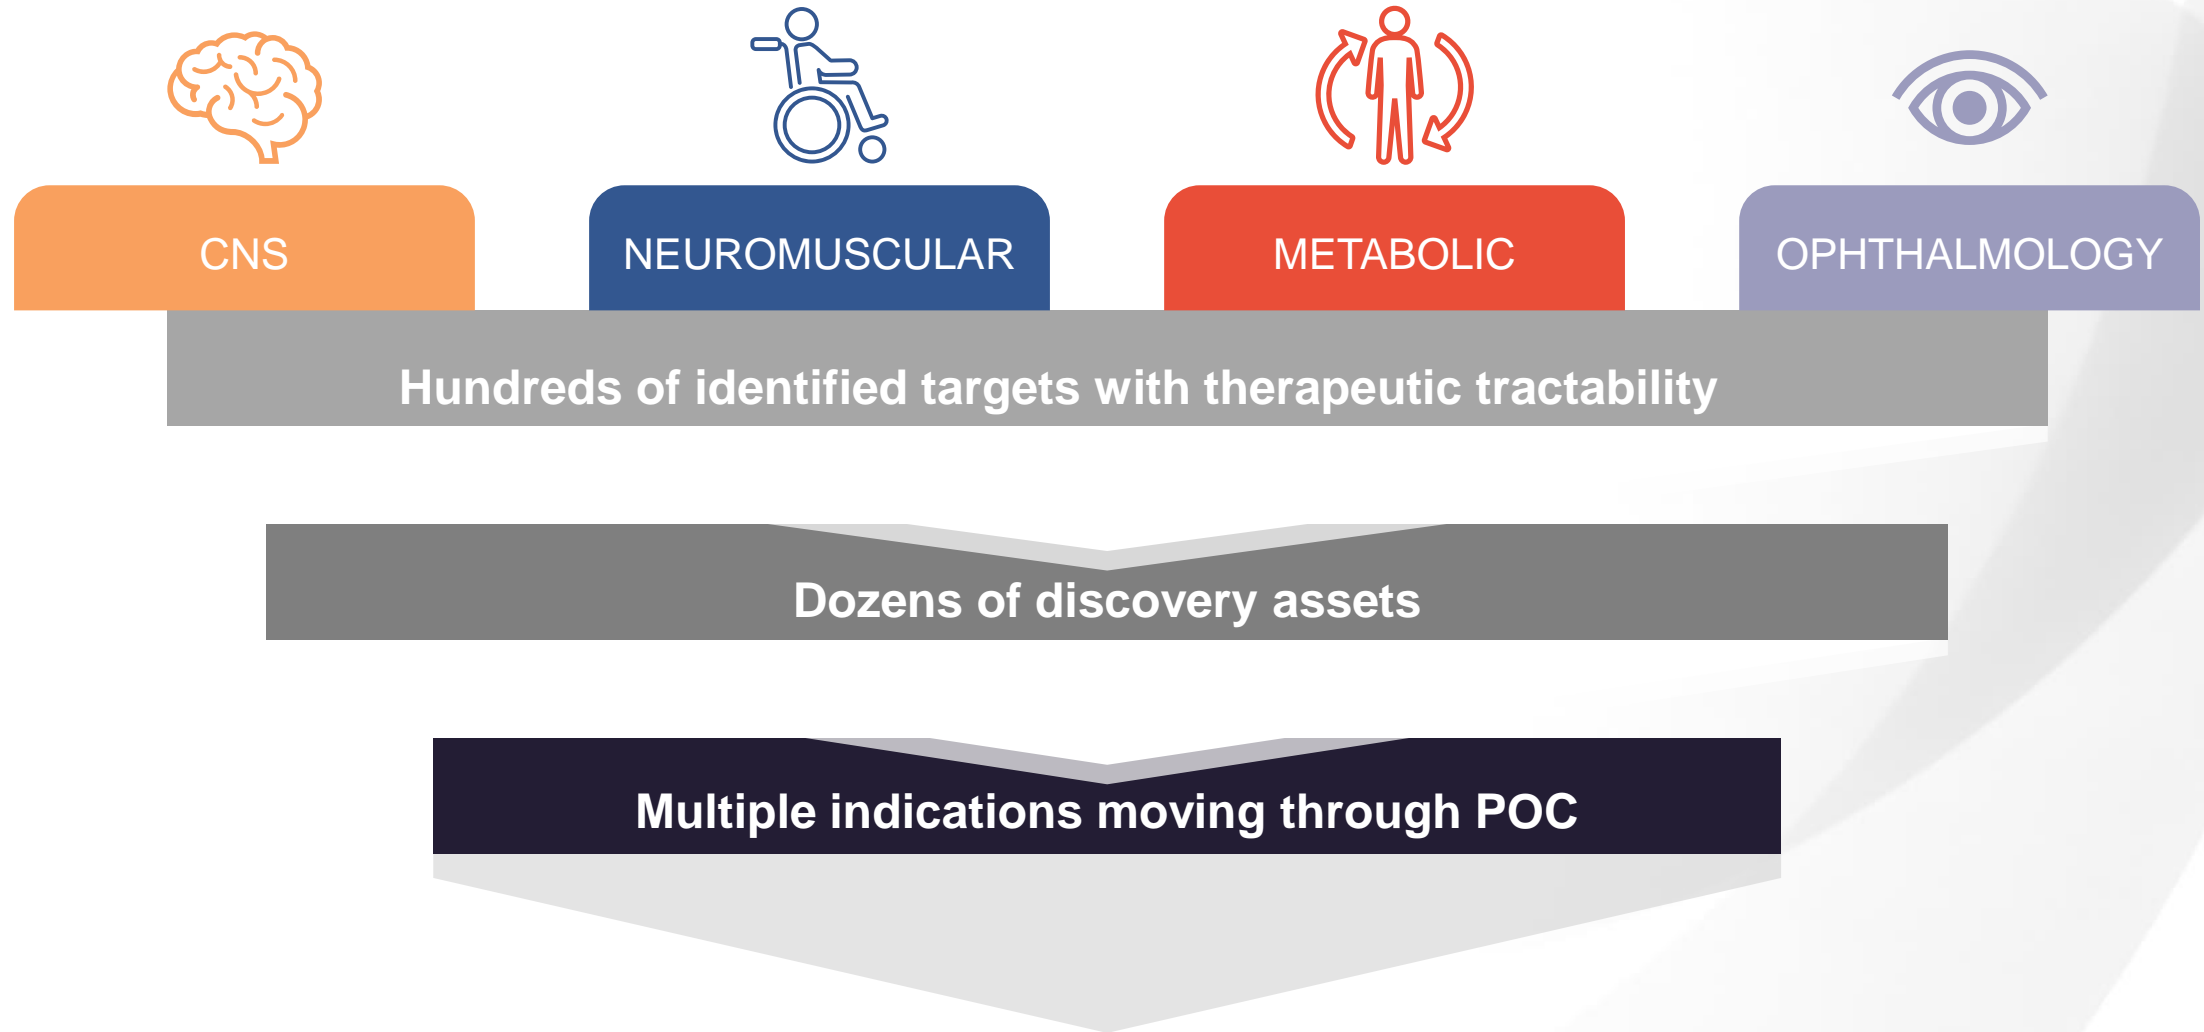 CNS
NEUROMUSCULAR
METABOLIC
OPHTHALMOLOGY
Hundreds of identified targets with therapeutic tractability
Dozens of discovery assets
Multiple indications moving through POC